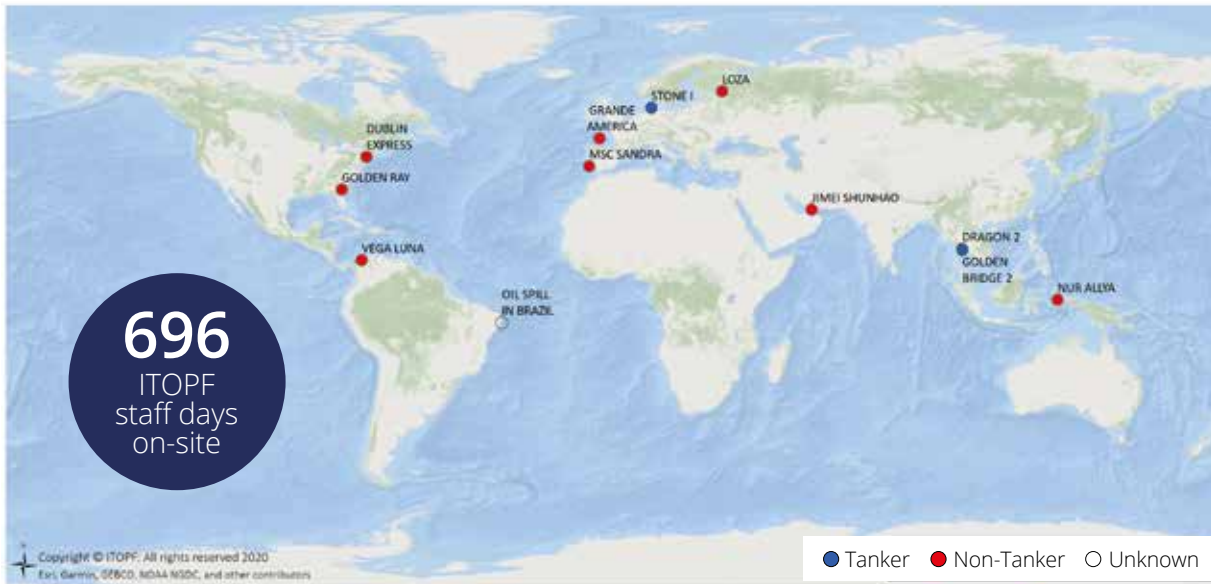 LOZA
STONE I
GRANDE
AMERICA
DUBLIN
EXPRESS
MSC SANDRA
GOLDEN RAY
JIMEI SHUNHAO
DRAGON 2
VEGA LUNA
GOLDEN
BRIDGE 2
NUR ALLYA
OIL SPILL
IN BRAZIL
696
ITOPF
staff days
on-site
Tanker Non-Tanker Unknown
Copyright © ITOPF. All rights reserved 2020
Esri, Garmin, GEBCO, NOAA NGDC, and other contributors